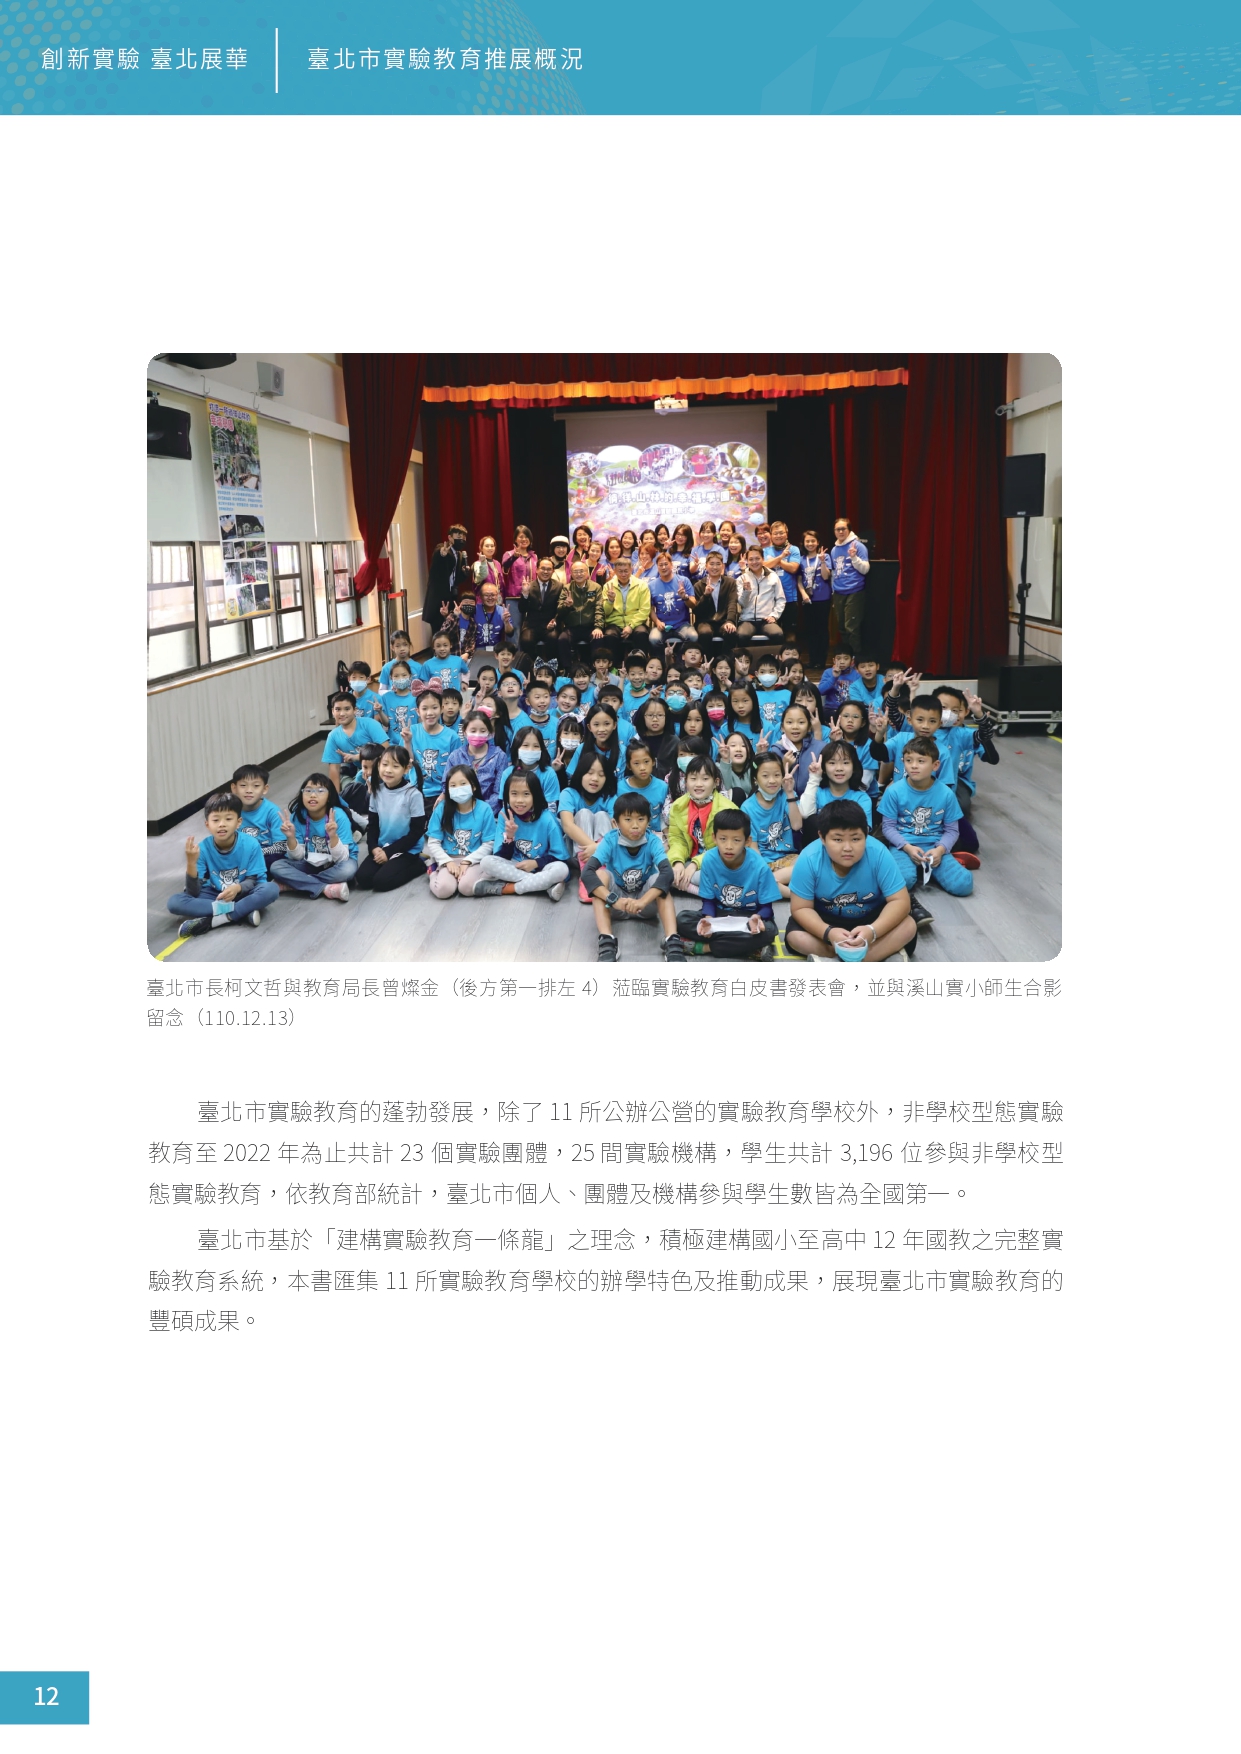 創新實驗 臺北展華
臺北市實驗教育推展概況
臺北市長柯文哲與教育局長曾燦金（後方第一排左 4）蒞臨實驗教育白皮書發表會，並與溪山實小師生合影
留念（110.12.13）
臺北市實驗教育的蓬勃發展，除了 11 所公辦公營的實驗教育學校外，非學校型態實驗
教育至 2022 年為止共計 23 個實驗團體，25 間實驗機構，學生共計 3,196 位參與非學校型
態實驗教育，依教育部統計，臺北市個人、團體及機構參與學生數皆為全國第一。
臺北市基於「建構實驗教育一條龍」之理念，積極建構國小至高中 12 年國教之完整實
驗教育系統，本書匯集 11 所實驗教育學校的辦學特色及推動成果，展現臺北市實驗教育的
豐碩成果。
12